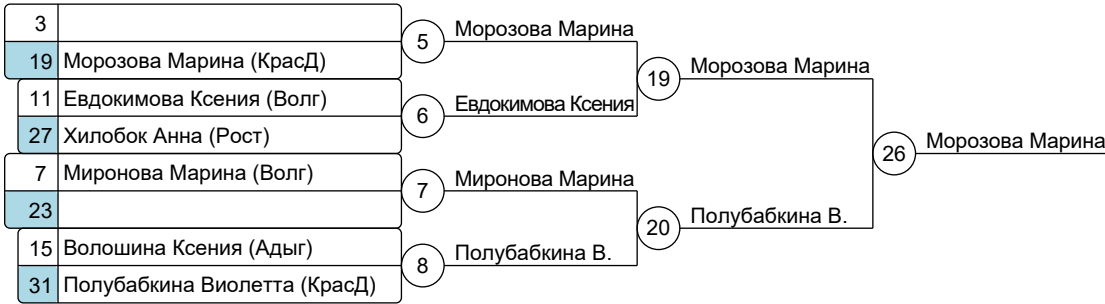 3
5
Морозова Марина
19 Морозова Марина (КрасД)
19
Морозова Марина
11 Евдокимова Ксения (Волг)
6
Евдокимова Ксения
27 Хилобок Анна (Рост)
26
Морозова Марина
7 Миронова Марина (Волг)
7
Миронова Марина
23
20
Полубабкина В.
15 Волошина Ксения (Адыг)
8
Полубабкина В.
31 Полубабкина Виолетта (КрасД)